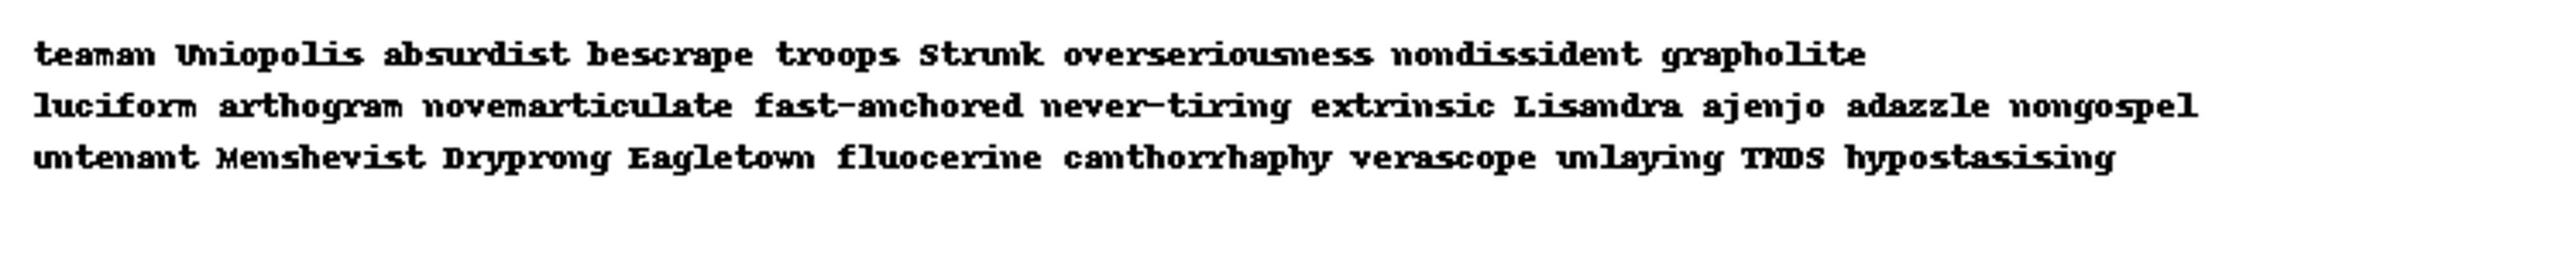 teaman Uniopolis absurdist bescrape troops Strunk overseriousness nondissident grapholite
luciform arthogram novemarticulate fast-anchored never-tiring extrinsic Lisandra ajenjo adazzle nongospel
untenant Menshevist Dryprong Eagletown fluocerine canthorrhaphy verascope unlaying TNDS hypostasising